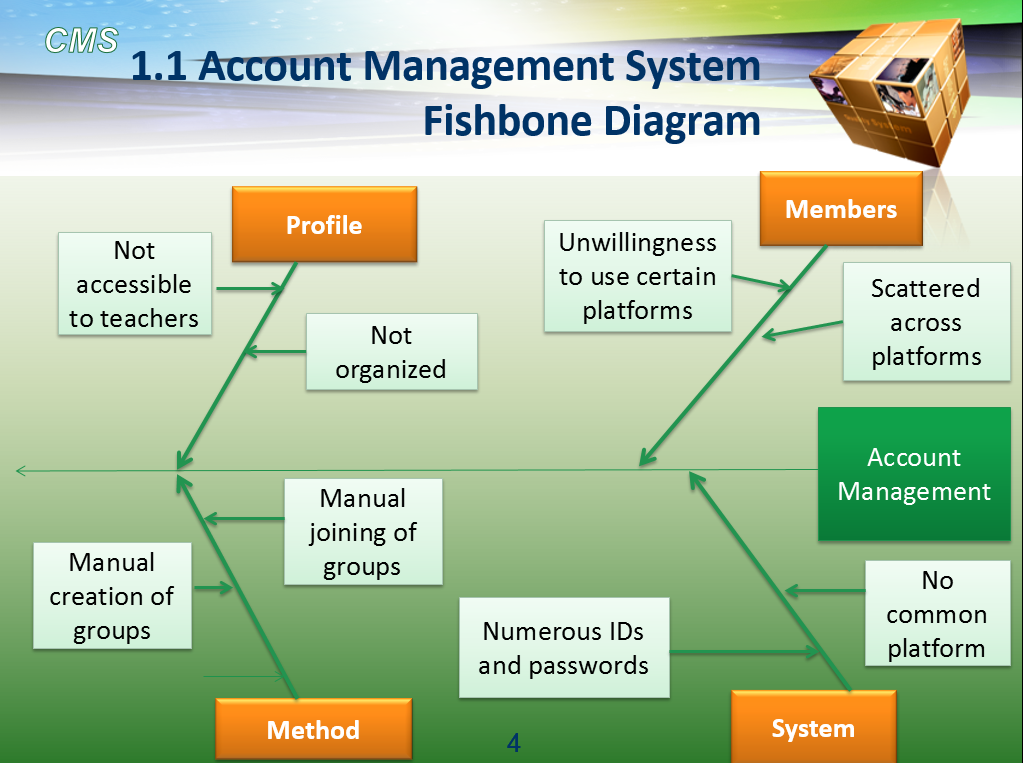 CMS
1.1 Account Management System
Fishbone Diagram
Profile
Members
Not
accessible
to teachers
Not
organized
Unwillingness
to use certain
platforms
Scattered
across
platforms
Account
Management
Manual
joining of
groups
Manual
creation of
groups
Numerous IDs
and passwords
No
common
platform
Method
System
4